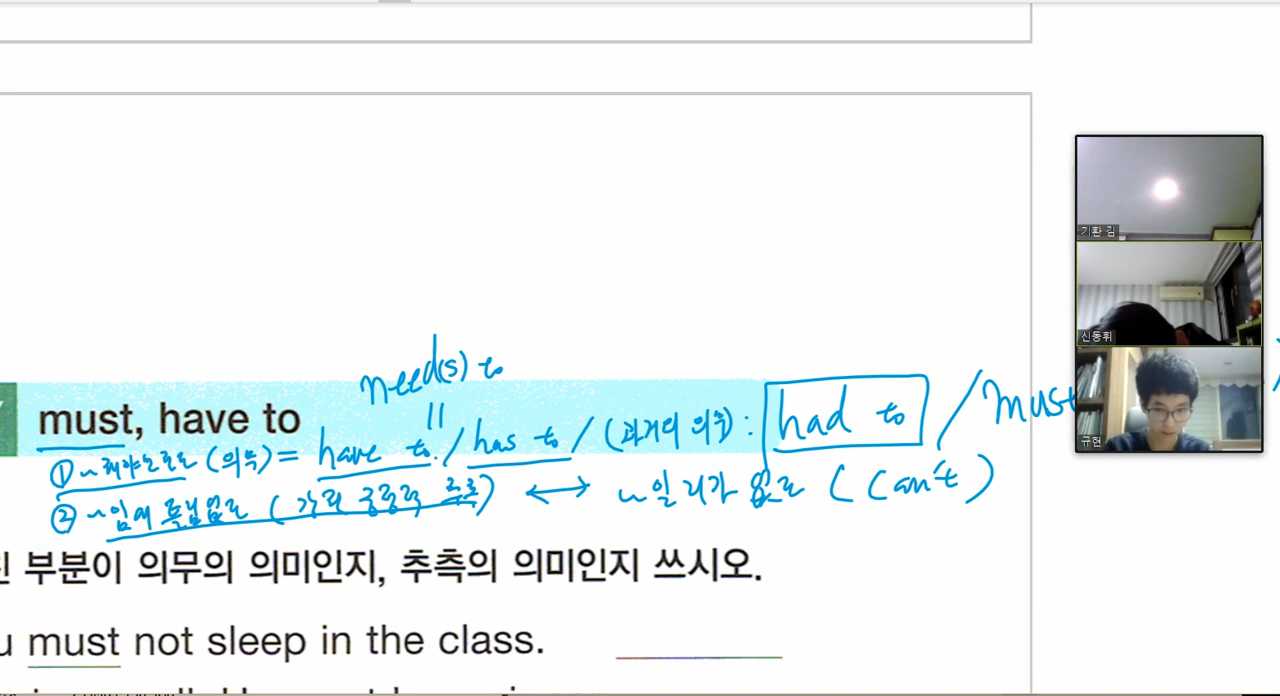 need(s) to
must, have to
||
① ~해야 한다 (의무) = have to / has to / (과거의 의무): had to / must
② ~임에 틀림없다 (강한 긍정적 추측) ↔ ~일 리가 없다 (can't)
부분이 의무의 의미인지, 추측의 의미인지 쓰시오.
u must not sleep in the class.
기환 김
신동휘
규현